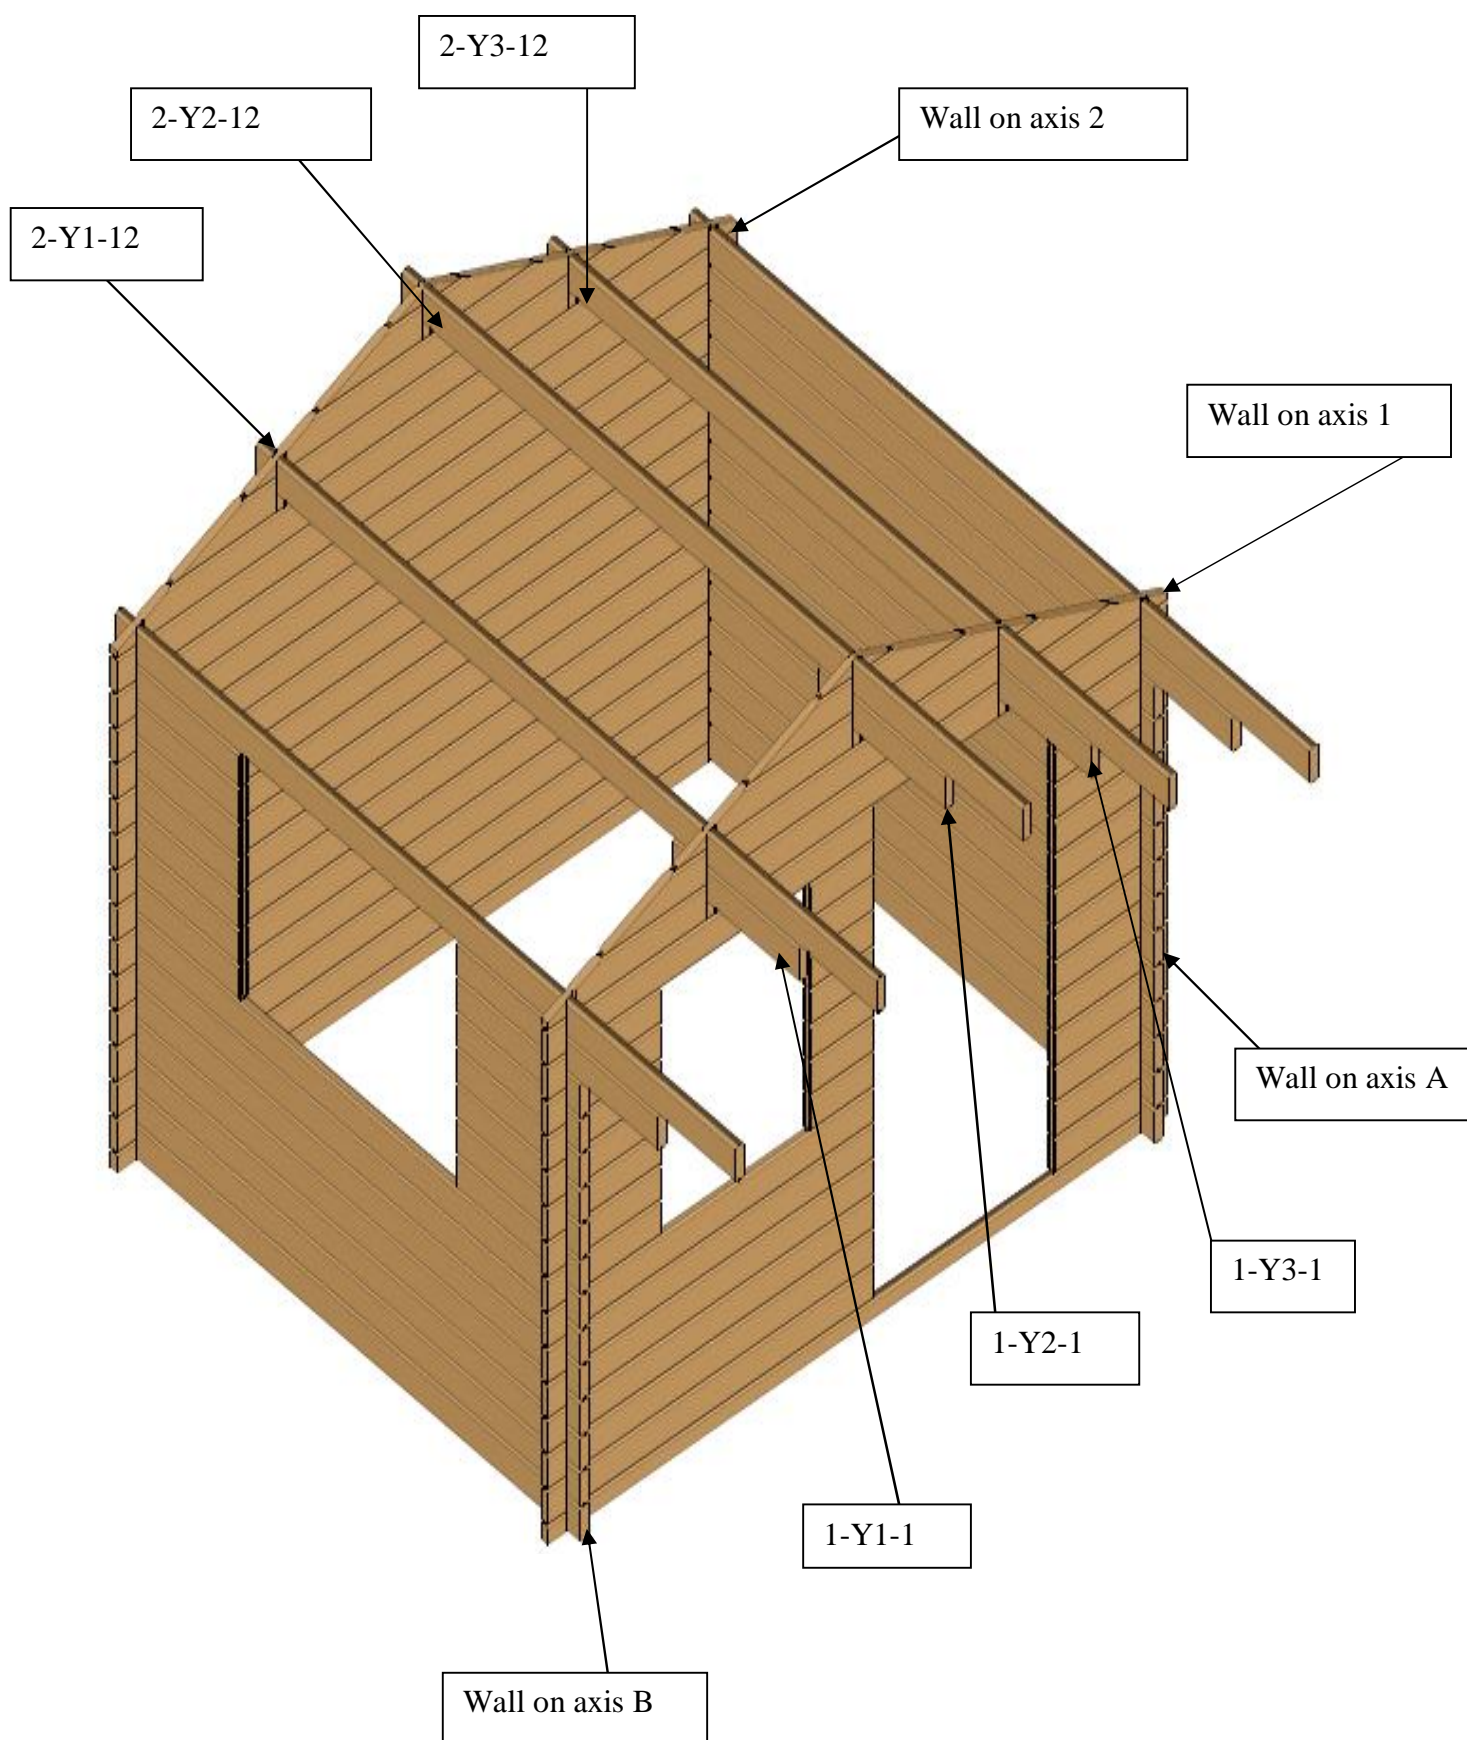 2-Y3-12
2-Y2-12
Wall on axis 2
2-Y1-12
Wall on axis 1
Wall on axis A
1-Y3-1
1-Y2-1
1-Y1-1
Wall on axis B